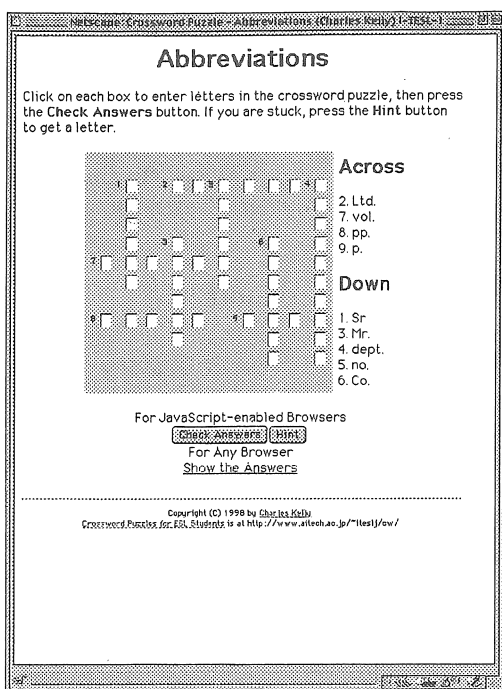 Netscape: Crossword Puzzle - Abbreviations (Charles Kelly) (I-TESL-J
Abbreviations
Click on each box to enter letters in the crossword puzzle, then press
the Check Answers button. If you are stuck, press the Hint button
to get a letter.
Across
2. Ltd.
7. vol.
8. pp.
9. p.
Down
1. Sr
3. Mr.
4. dept.
5. no.
6. Co.
1 2 3 4
5 6
7
8 9
For JavaScript-enabled Browsers
Check Answers Hint
For Any Browser
Show the Answers
Copyright (C) 1998 by Charles Kelly
Crossword Puzzles for ESL Students is at http://www.aitech.ac.jp/~iteslj/cw/